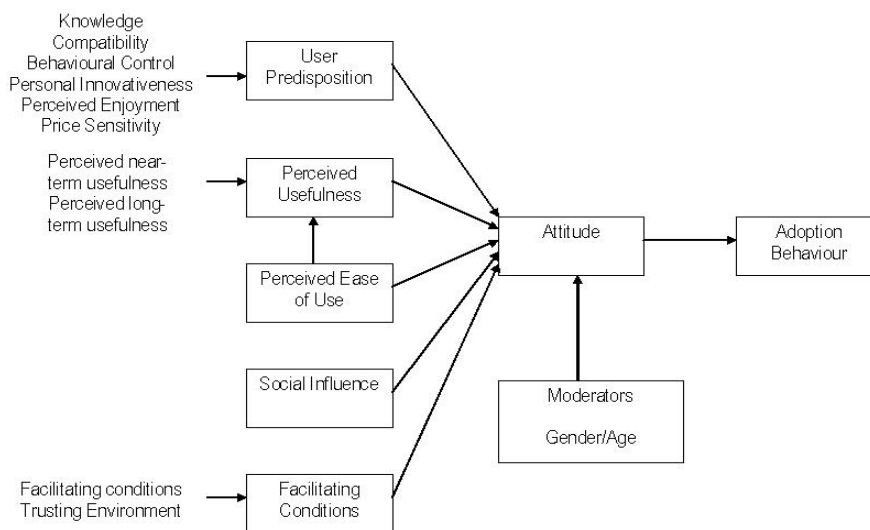 Knowledge
Compatibility
Behavioural Control
Personal Innovativeness
Perceived Enjoyment
Price Sensitivity
User
Predisposition
Perceived near-
term usefulness
Perceived long-
term usefulness
Perceived
Usefulness
Attitude
Adoption
Behaviour
Perceived Ease
of Use
Social Influence
Moderators
Gender/Age
Facilitating conditions
Trusting Environment
Facilitating
Conditions